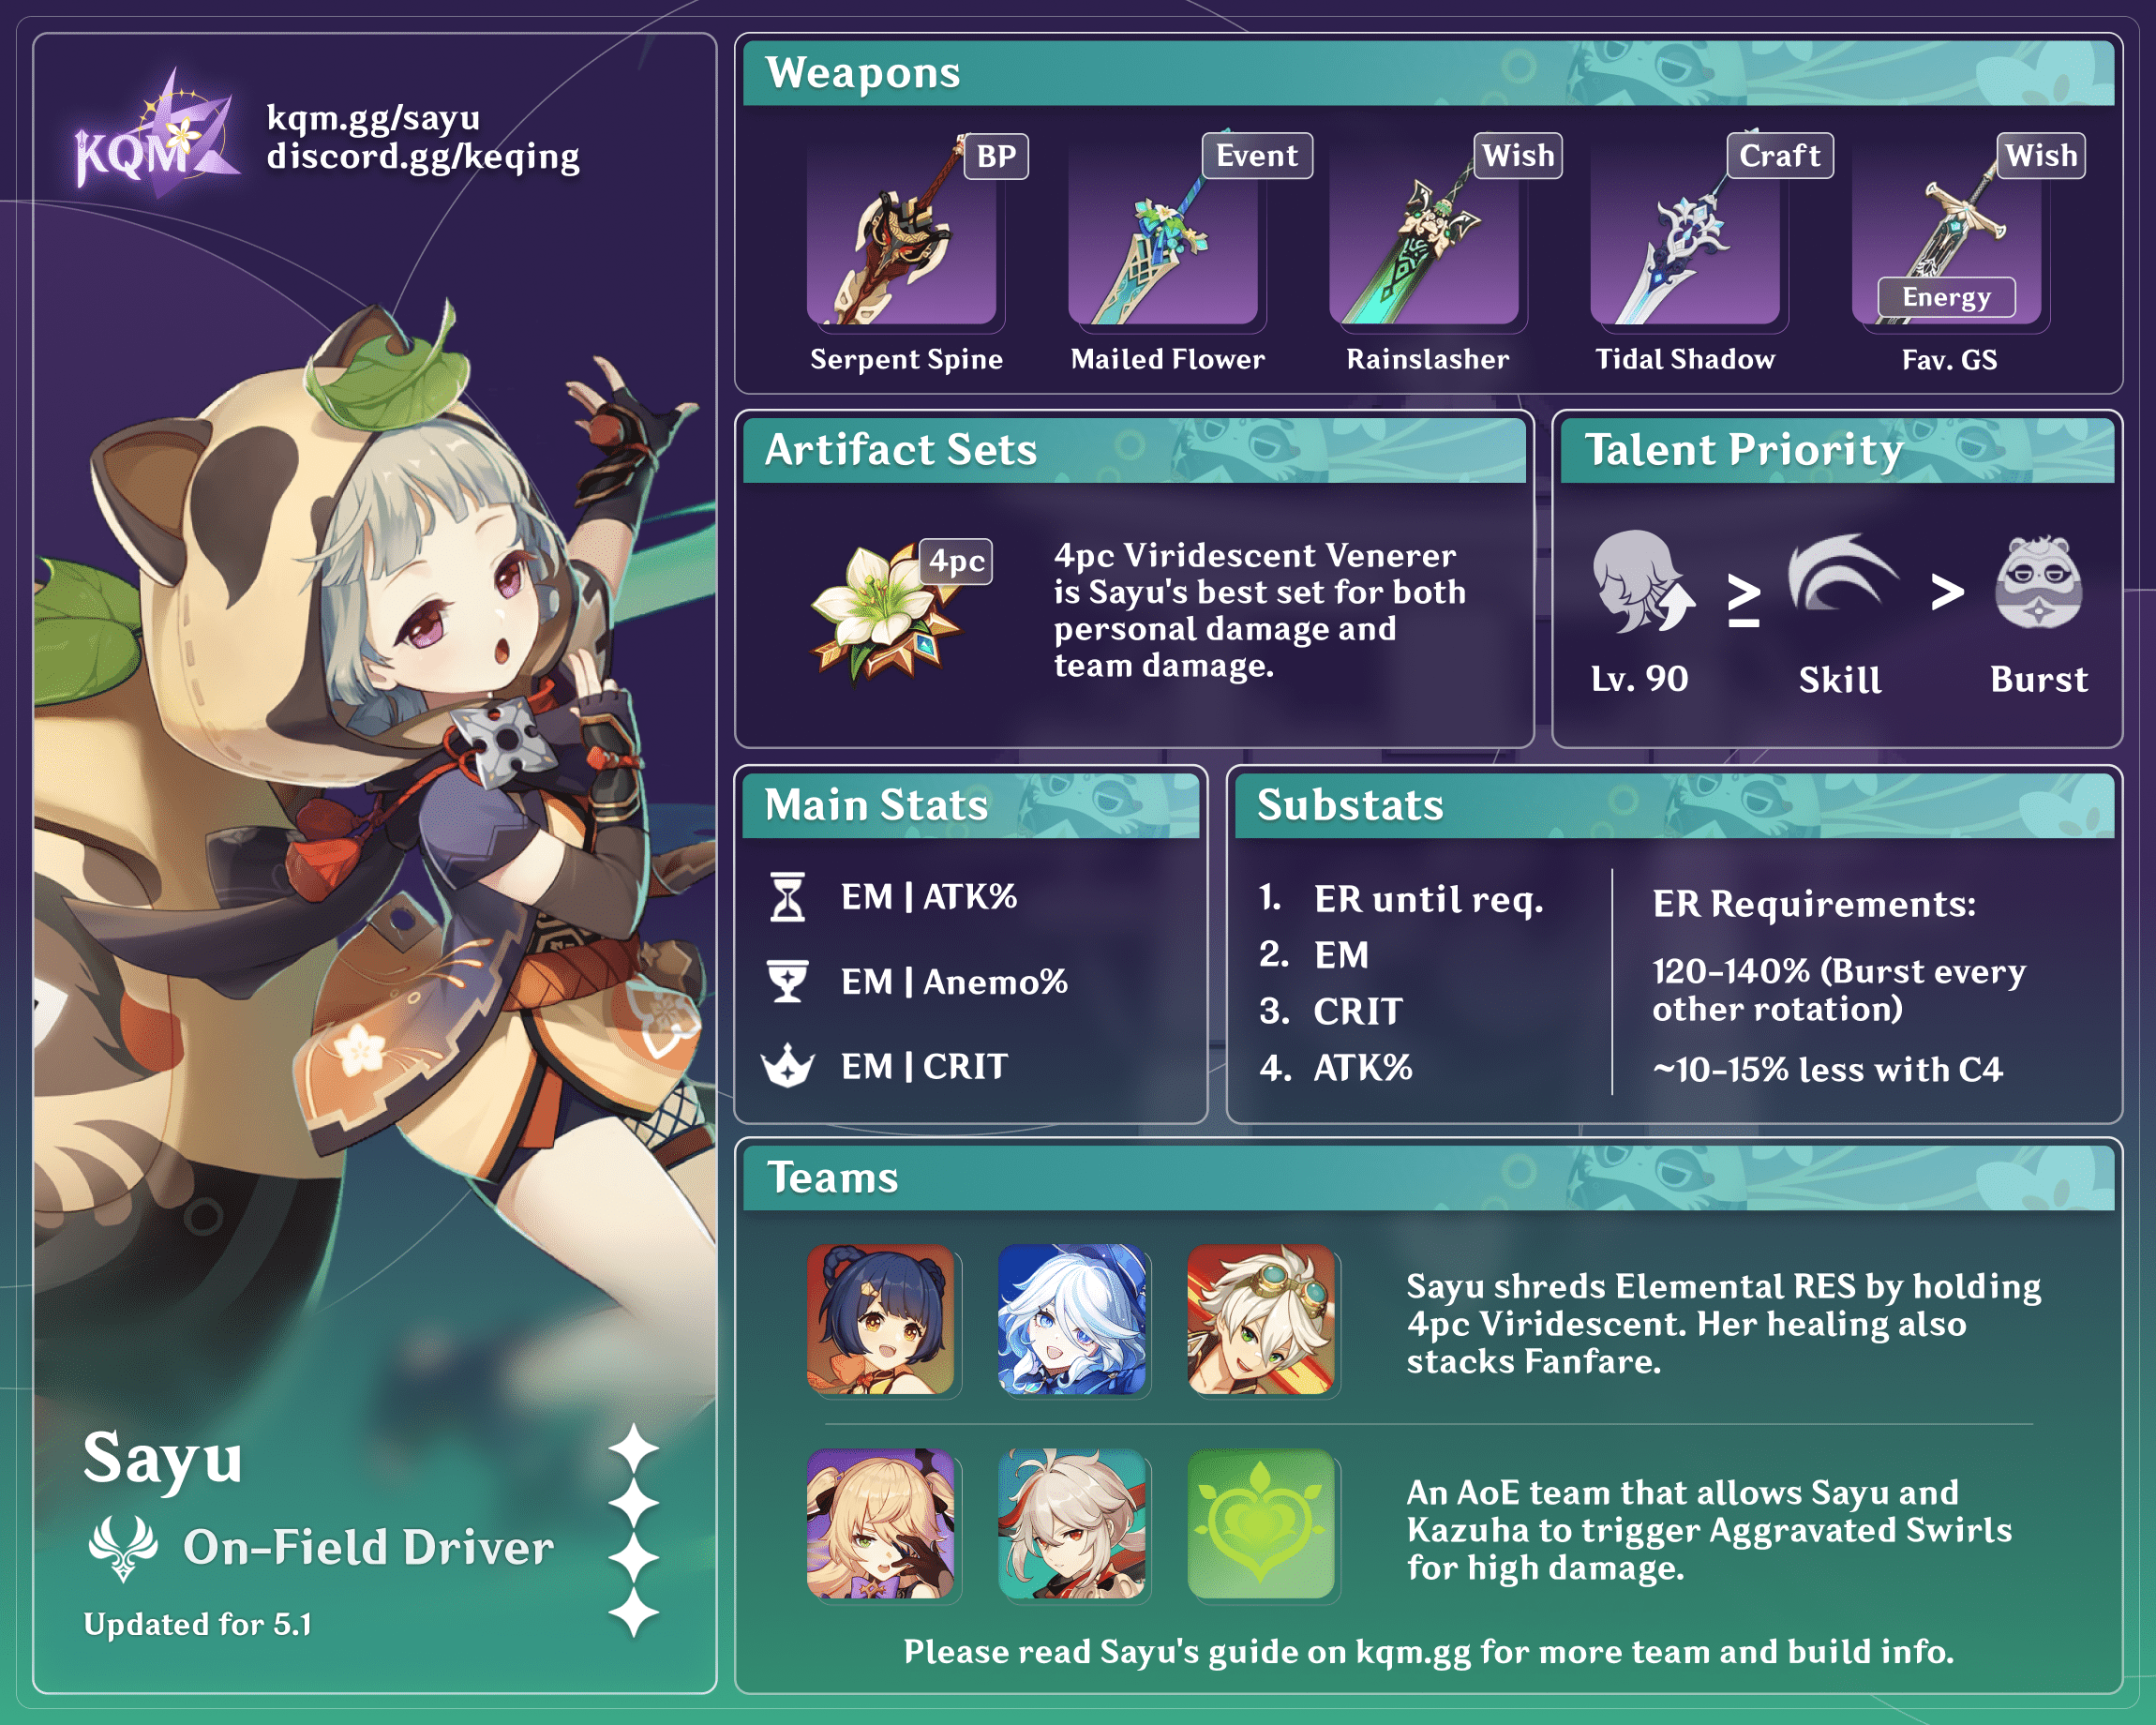 KQM
kqm.gg/sayu
discord.gg/keqing
Sayu
On-Field Driver
Updated for 5.1
Weapons
BP
Event
Wish
Craft
Wish
Energy
Serpent Spine
Mailed Flower
Rainslasher
Tidal Shadow
Fav. GS
Artifact Sets
4pc
4pc Viridescent Venerer
is Sayu's best set for both
personal damage and
team damage.
Talent Priority
≥
>
Lv. 90
Skill
Burst
Main Stats
EM | ATK%
EM | Anemo%
EM | CRIT
Substats
1. ER until req.
2. EM
3. CRIT
4. ATK%
ER Requirements:
120-140% (Burst every
other rotation)
~10-15% less with C4
Teams
Sayu shreds Elemental RES by holding
4pc Viridescent. Her healing also
stacks Fanfare.
An AoE team that allows Sayu and
Kazuha to trigger Aggravated Swirls
for high damage.
Please read Sayu's guide on kqm.gg for more team and build info.